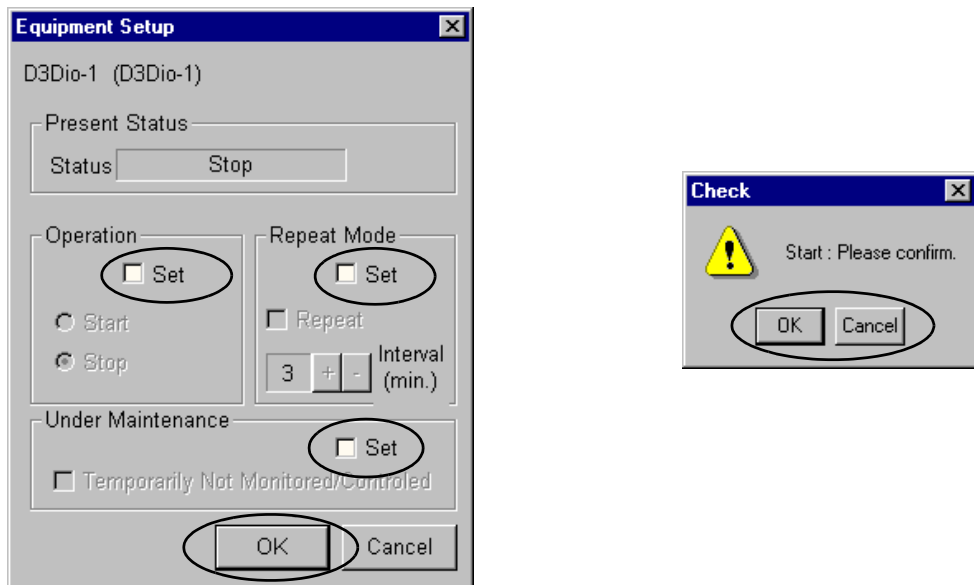 Equipment Setup
D3Dio-1 (D3Dio-1)
Present Status
Status Stop
Operation
Set
Start
Stop
Repeat Mode
Set
Repeat
3 + - Interval
(min.)
Under Maintenance
Set
Temporarily Not Monitored/Controled
OK Cancel
Check
Start : Please confirm.
OK Cancel